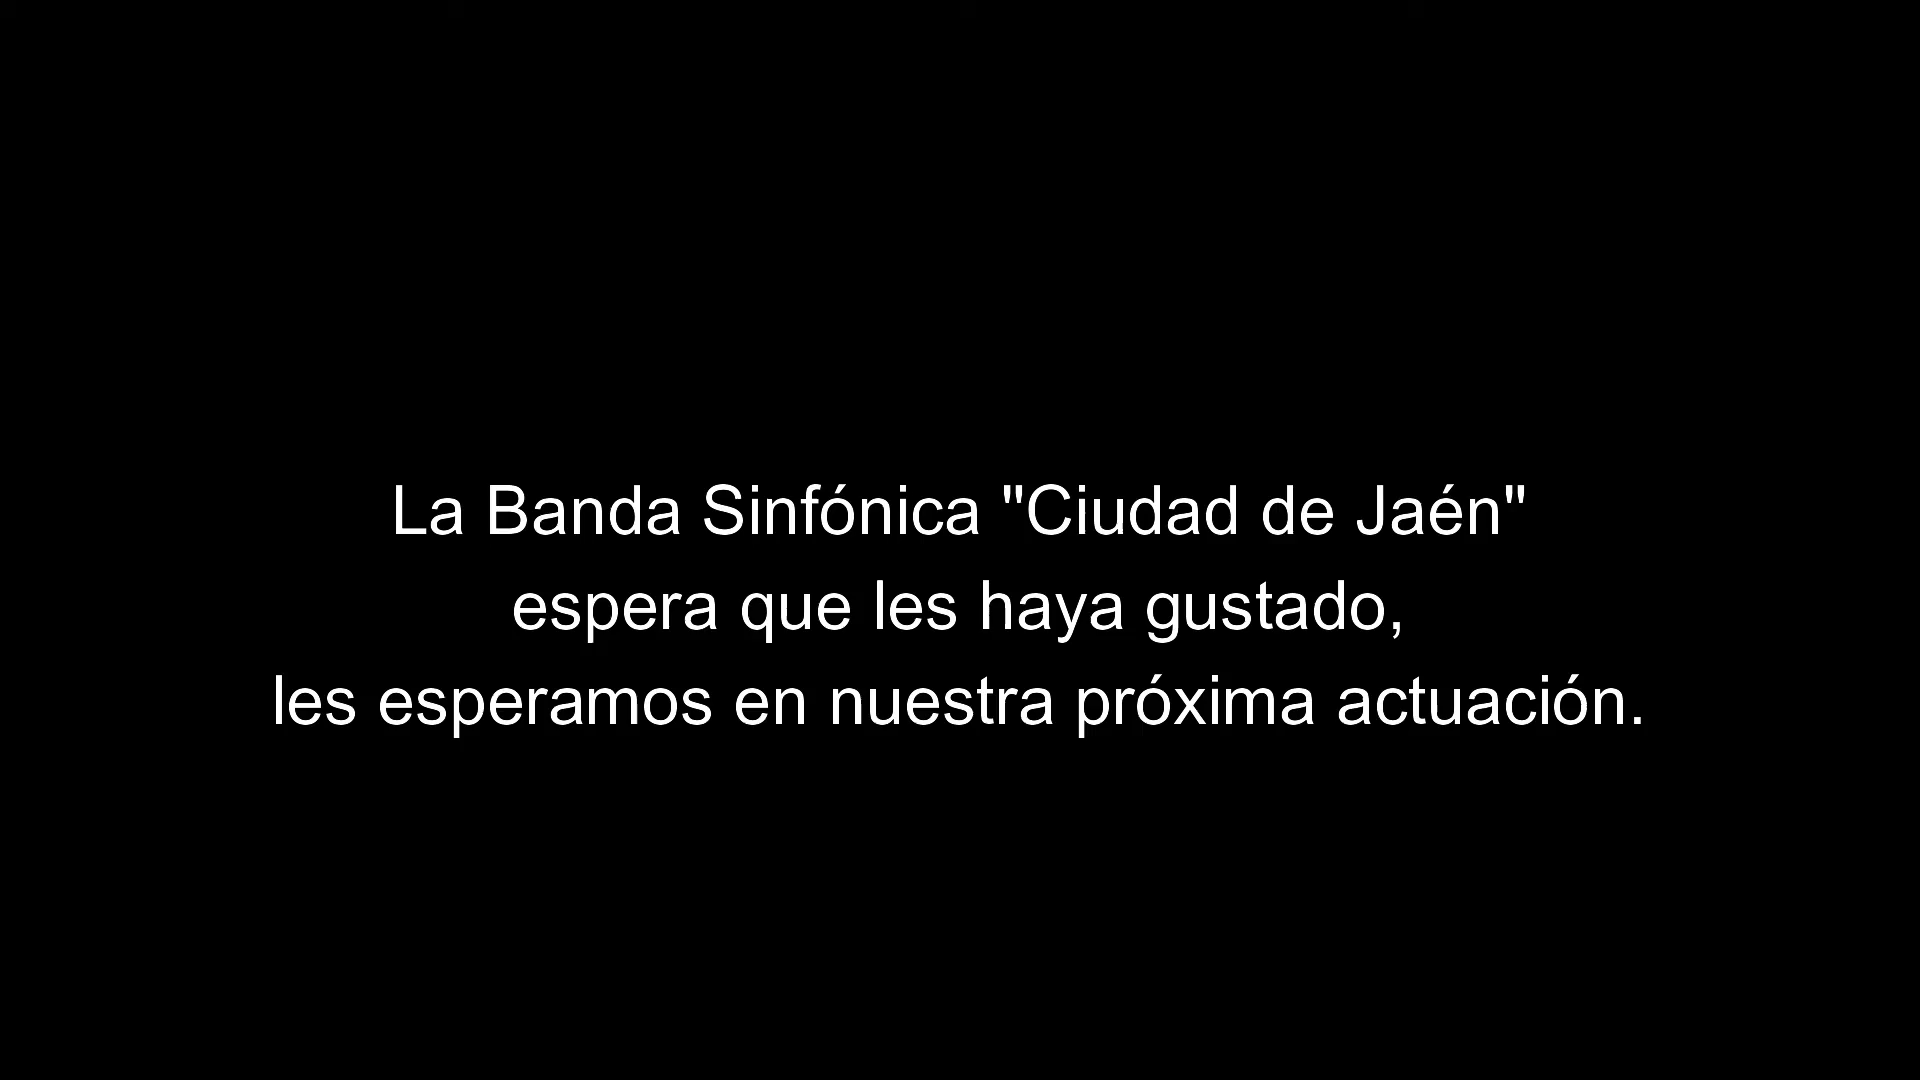 La Banda Sinfónica "Ciudad de Jaén"
espera que les haya gustado,
les esperamos en nuestra próxima actuación.